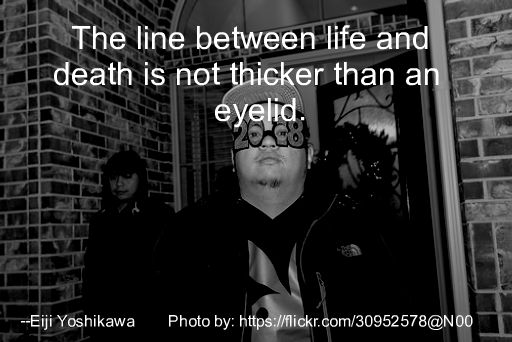 The line between life and
death is not thicker than an
eyelid.
2018
--Eiji Yoshikawa Photo by: https://flickr.com/30952578@N00